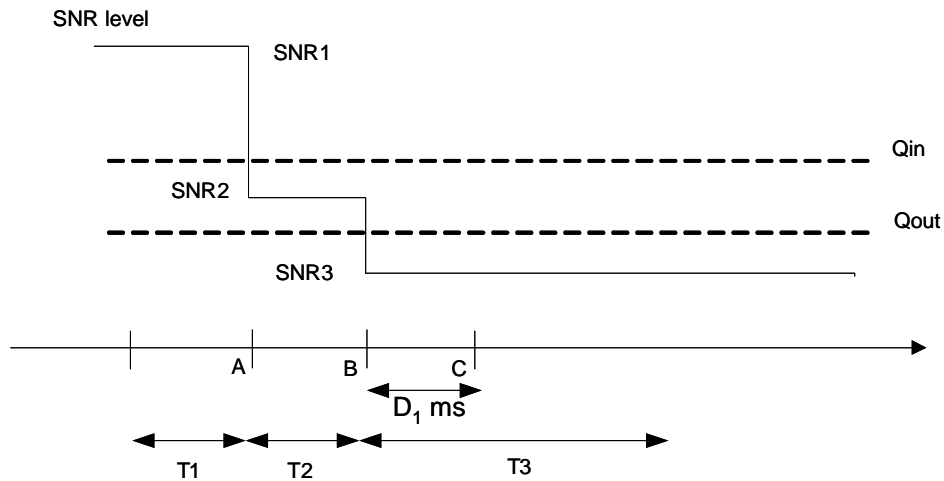 SNR level
SNR1
Qin
SNR2
Qout
SNR3
A
B
C
D₁ ms
T1
T2
T3